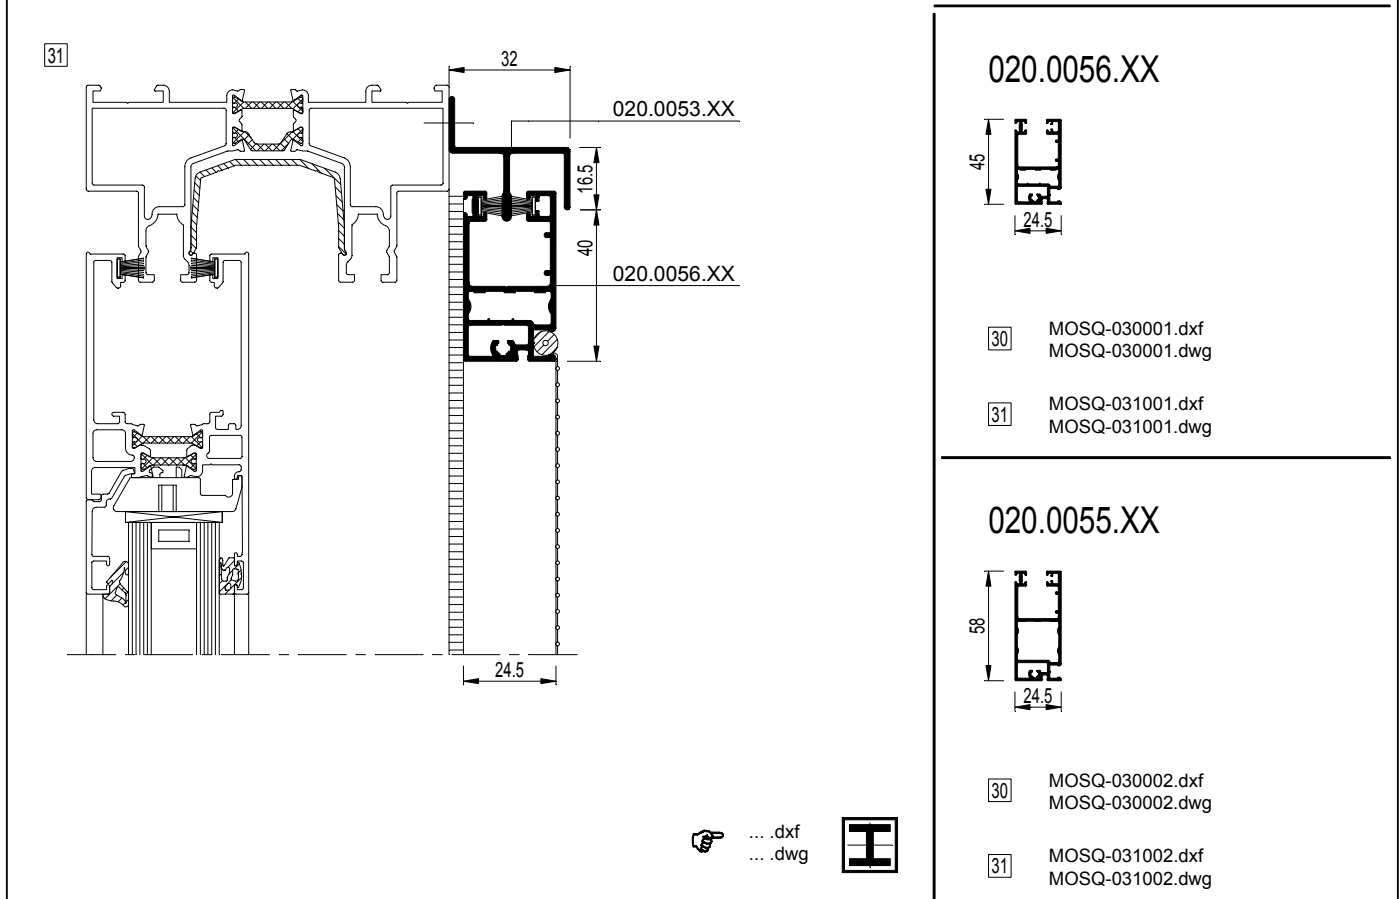 31
32
020.0053.XX
16.5
40
020.0056.XX
24.5
... .dxf
... .dwg
020.0056.XX
45
24.5
30
MOSQ-030001.dxf
MOSQ-030001.dwg
31
MOSQ-031001.dxf
MOSQ-031001.dwg
020.0055.XX
58
24.5
30
MOSQ-030002.dxf
MOSQ-030002.dwg
31
MOSQ-031002.dxf
MOSQ-031002.dwg